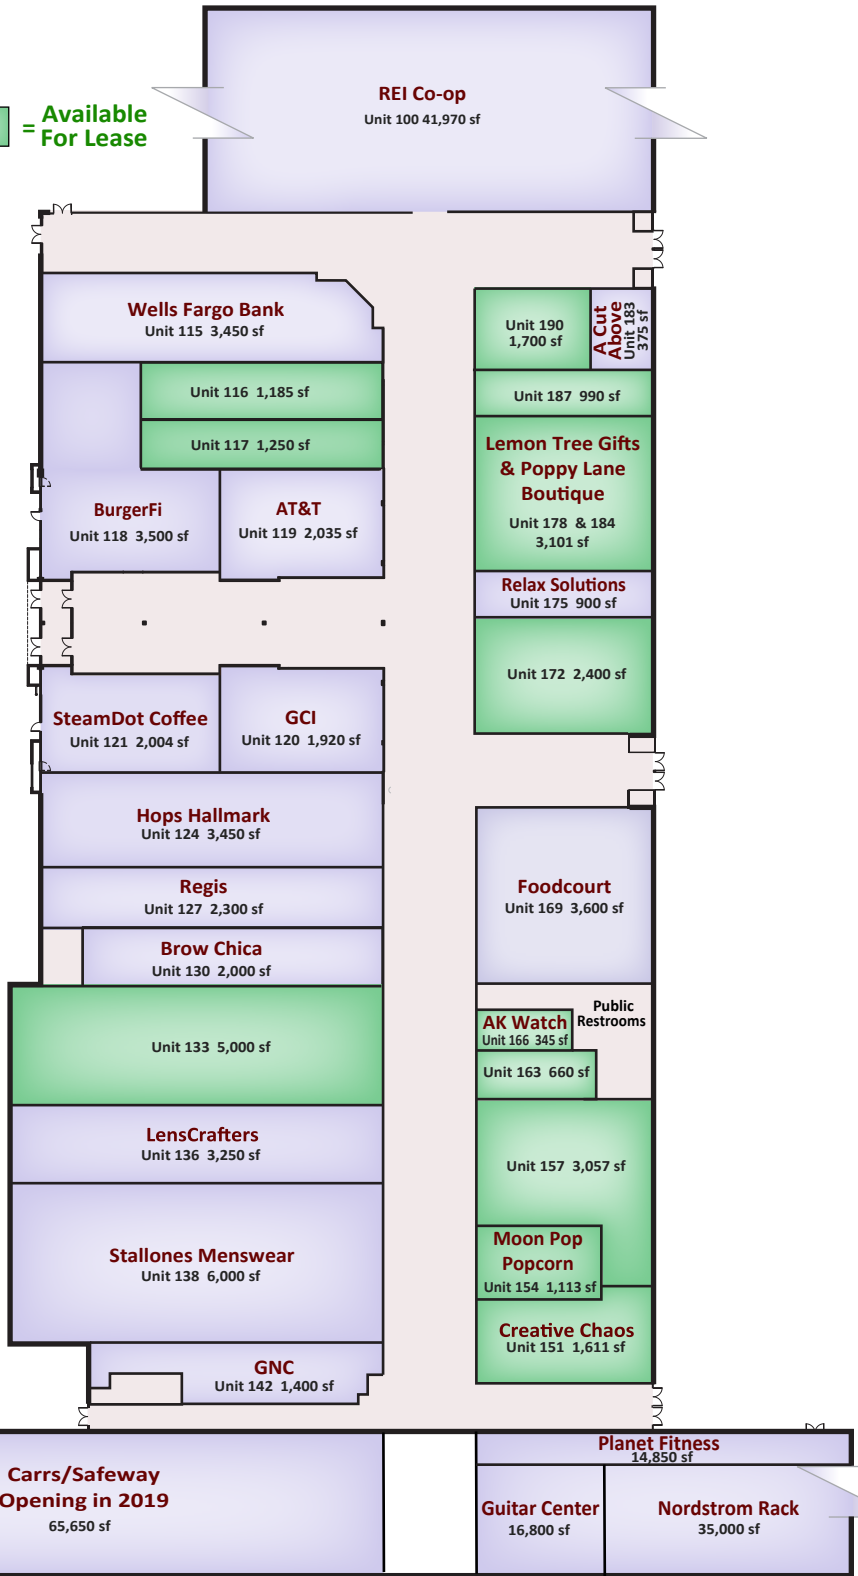 REI Co-op
Unit 100 41,970 sf
= Available
For Lease
Wells Fargo Bank
Unit 115 3,450 sf
Unit 116 1,185 sf
Unit 117 1,250 sf
BurgerFi
Unit 118 3,500 sf
AT&T
Unit 119 2,035 sf
SteamDot Coffee
Unit 121 2,004 sf
GCI
Unit 120 1,920 sf
Hops Hallmark
Unit 124 3,450 sf
Regis
Unit 127 2,300 sf
Brow Chica
Unit 130 2,000 sf
Unit 133 5,000 sf
LensCrafters
Unit 136 3,250 sf
Stallones Menswear
Unit 138 6,000 sf
GNC
Unit 142 1,400 sf
Unit 190
1,700 sf
A Cut
Above
Unit 183
375 sf
Unit 187 990 sf
Lemon Tree Gifts
& Poppy Lane
Boutique
Unit 178 & 184
3,101 sf
Relax Solutions
Unit 175 900 sf
Unit 172 2,400 sf
Foodcourt
Unit 169 3,600 sf
Public
Restrooms
AK Watch
Unit 166 345 sf
Unit 163 660 sf
Unit 157 3,057 sf
Moon Pop
Popcorn
Unit 154 1,113 sf
Creative Chaos
Unit 151 1,611 sf
Carrs/Safeway
Opening in 2019
65,650 sf
Planet Fitness
14,850 sf
Guitar Center
16,800 sf
Nordstrom Rack
35,000 sf